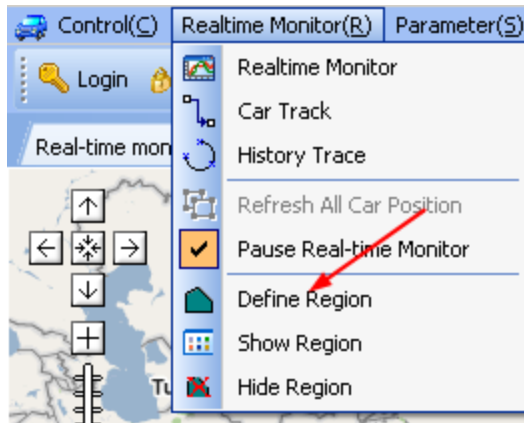 Control(C) Realtime Monitor(R) Parameter(S)
Login
Real-time mon
Realtime Monitor
Car Track
History Trace
Refresh All Car Position
Pause Real-time Monitor
Define Region
Show Region
Hide Region